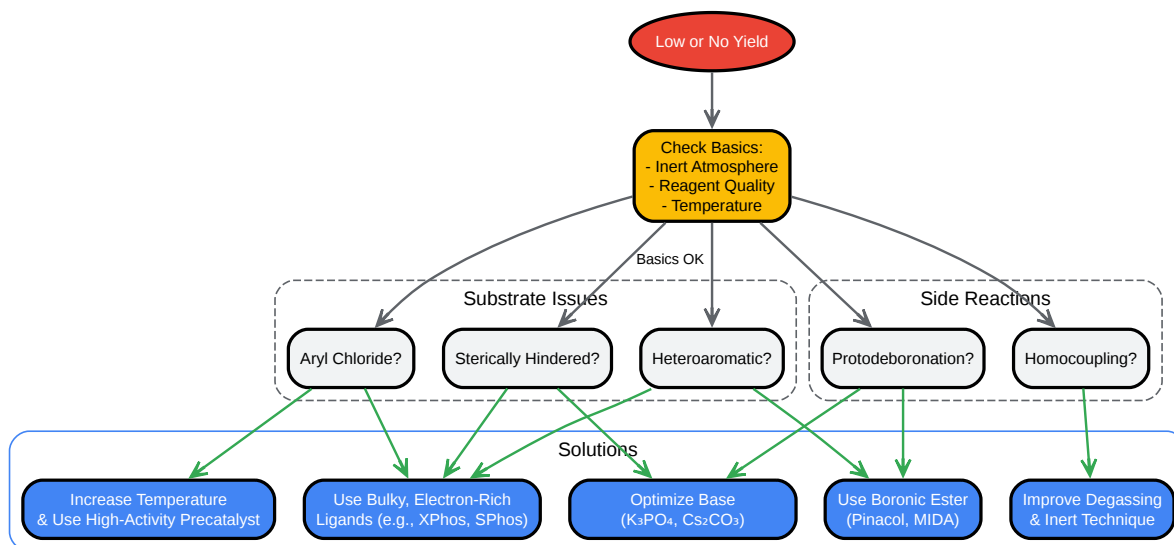 Low or No Yield
Check Basics:
- Inert Atmosphere
- Reagent Quality
- Temperature
Basics OK
Substrate Issues
Side Reactions
Aryl Chloride?
Sterically Hindered?
Heteroaromatic?
Protodeboronation?
Homocoupling?
Solutions
Increase Temperature
& Use High-Activity Precatalyst
Use Bulky, Electron-Rich
Ligands (e.g., XPhos, SPhos)
Optimize Base
(K₃PO₄, Cs₂CO₃)
Use Boronic Ester
(Pinacol, MIDA)
Improve Degassing
& Inert Technique